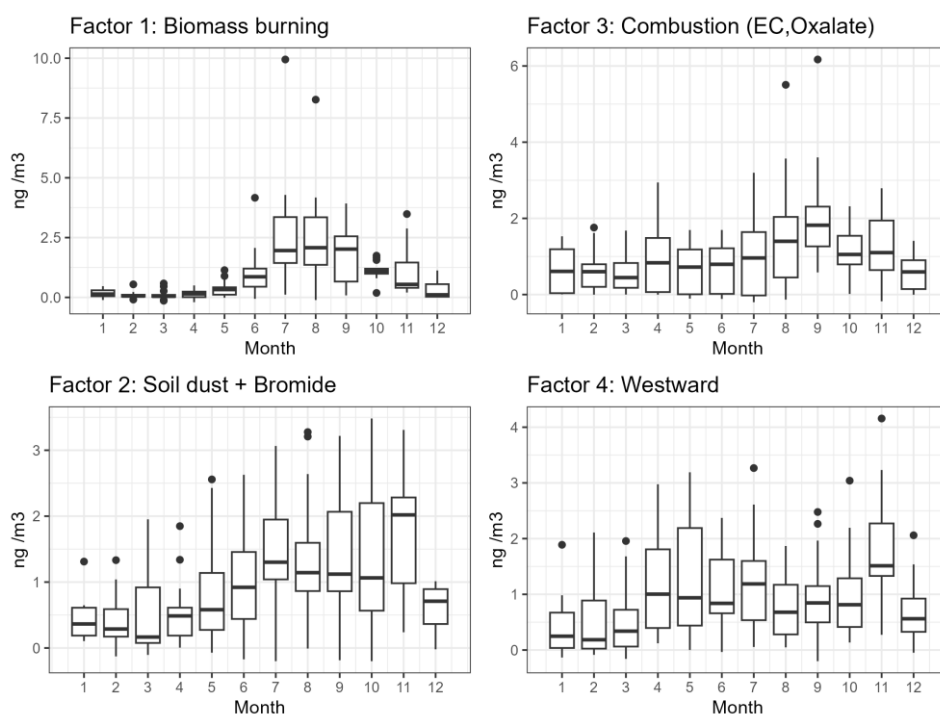 Factor 1: Biomass burning
10.0
7.5
5.0
2.5
0.0
ng /m3
1 2 3 4 5 6 7 8 9 10 11 12
Month
Factor 3: Combustion (EC,Oxalate)
6
4
2
0
ng /m3
1 2 3 4 5 6 7 8 9 10 11 12
Month
Factor 2: Soil dust + Bromide
3
2
1
0
ng /m3
1 2 3 4 5 6 7 8 9 10 11 12
Month
Factor 4: Westward
4
3
2
1
0
ng /m3
1 2 3 4 5 6 7 8 9 10 11 12
Month